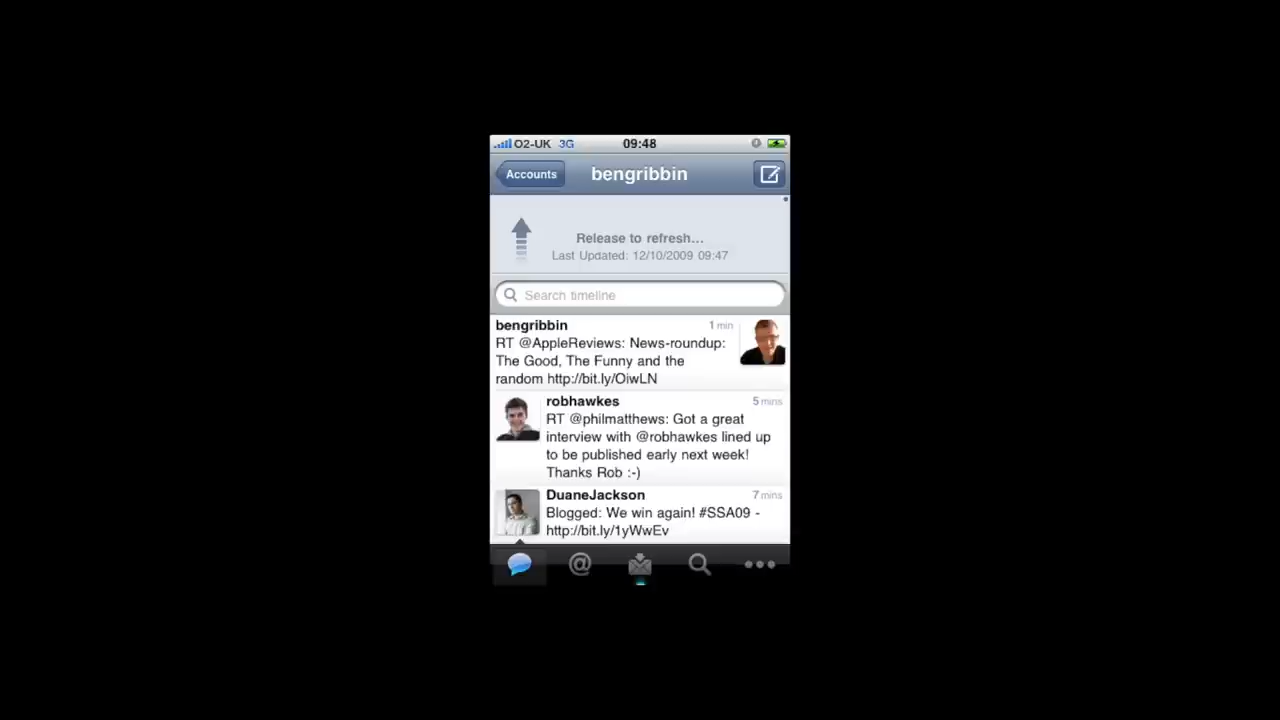 O2-UK 3G 09:48
Accounts bengribbin
Release to refresh...
Last Updated: 12/10/2009 09:47
Search timeline
bengribbin 1 min
RT @AppleReviews: News-roundup:
The Good, The Funny and the
random http://bit.ly/OiwLN
robhawkes 5 mins
RT @philmatthews: Got a great
interview with @robhawkes lined up
to be published early next week!
Thanks Rob :-)
DuaneJackson 7 mins
Blogged: We win again! #SSA09 -
http://bit.ly/1yWwEv
@